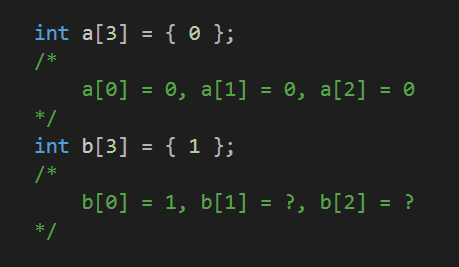 int a[3] = { 0 };
/*
    a[0] = 0, a[1] = 0, a[2] = 0
*/
int b[3] = { 1 };
/*
    b[0] = 1, b[1] = ?, b[2] = ?
*/